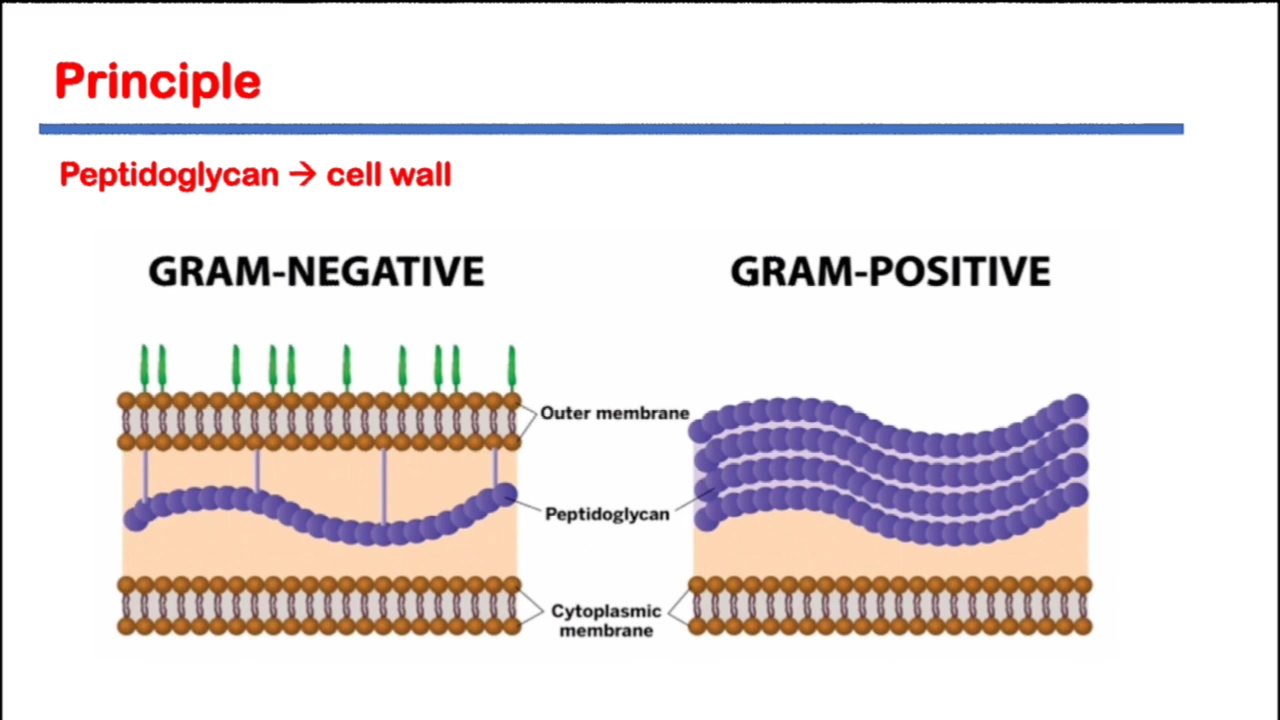 Principle
Peptidoglycan → cell wall
GRAM-NEGATIVE
GRAM-POSITIVE
Outer membrane
Peptidoglycan
Cytoplasmic
membrane